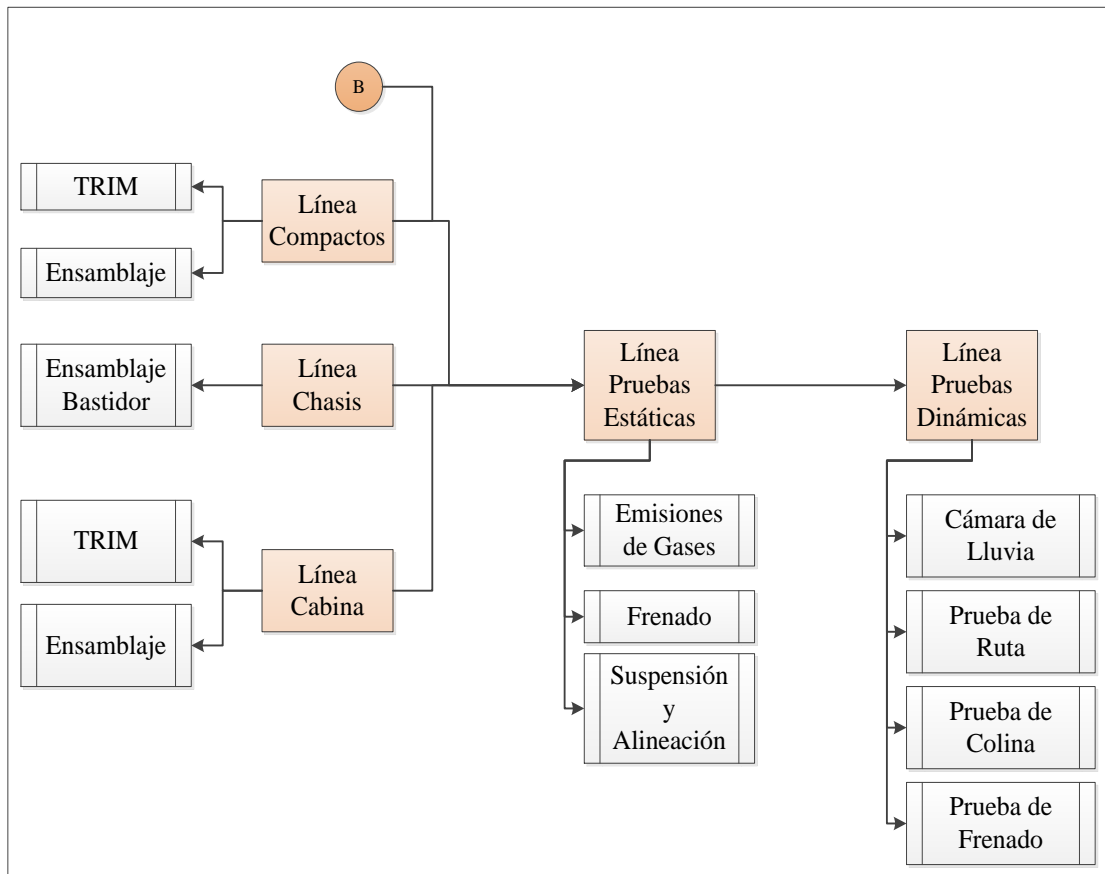 B
TRIM
Línea
Compactos
Ensamblaje
Ensamblaje
Bastidor
Línea
Chasis
TRIM
Línea
Cabina
Ensamblaje
Línea
Pruebas
Estáticas
Emisiones
de Gases
Frenado
Suspensión
y
Alineación
Línea
Pruebas
Dinámicas
Cámara de
Lluvia
Prueba de
Ruta
Prueba de
Colina
Prueba de
Frenado